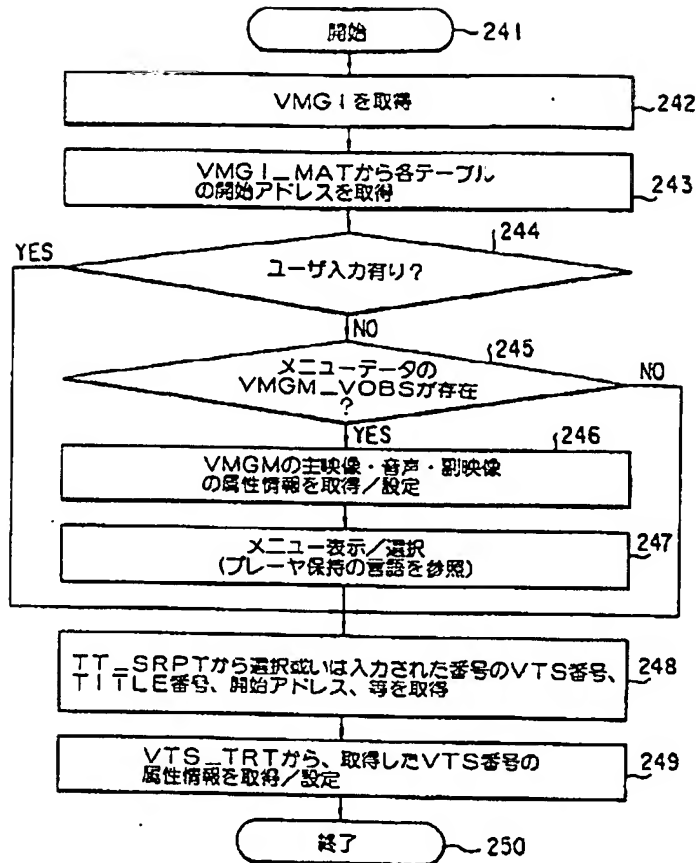 開始
241
VMGIを取得
242
VMGI_MATから各テーブル
の開始アドレスを取得
243
244
YES
ユーザ入力有り?
NO
245
メニューデータの
VMGM_VOBSが存在
?
NO
YES
246
VMGMの主映像・音声・副映像
の属性情報を取得/設定
247
メニュー表示/選択
(プレーヤ保持の言語を参照)
TT_SRPTから選択或いは入力された番号のVTS番号、
TITLE番号、開始アドレス、等を取得
248
VTS_TRTから、取得したVTS番号の
属性情報を取得/設定
249
終了
250